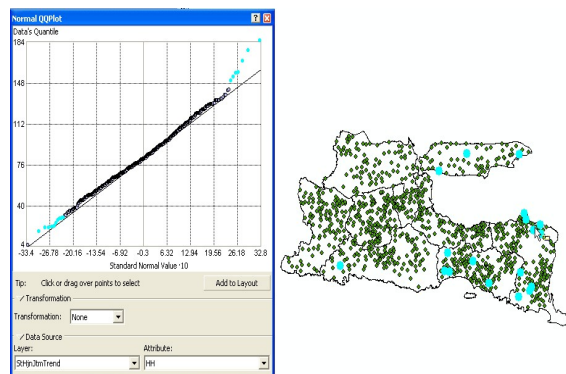 Normal QQPlot
Data's Quantile
184
148
112
76
40
4
-33.4 -26.78 -20.16 -13.54 -6.92 -0.3 6.32 12.94 19.56 26.18 32.8
Standard Normal Value *10
Tip: Click or drag over points to select
Add to Layout
Transformation
Transformation: None
Data Source
Layer: Attribute:
StHjnJtmTrend HH